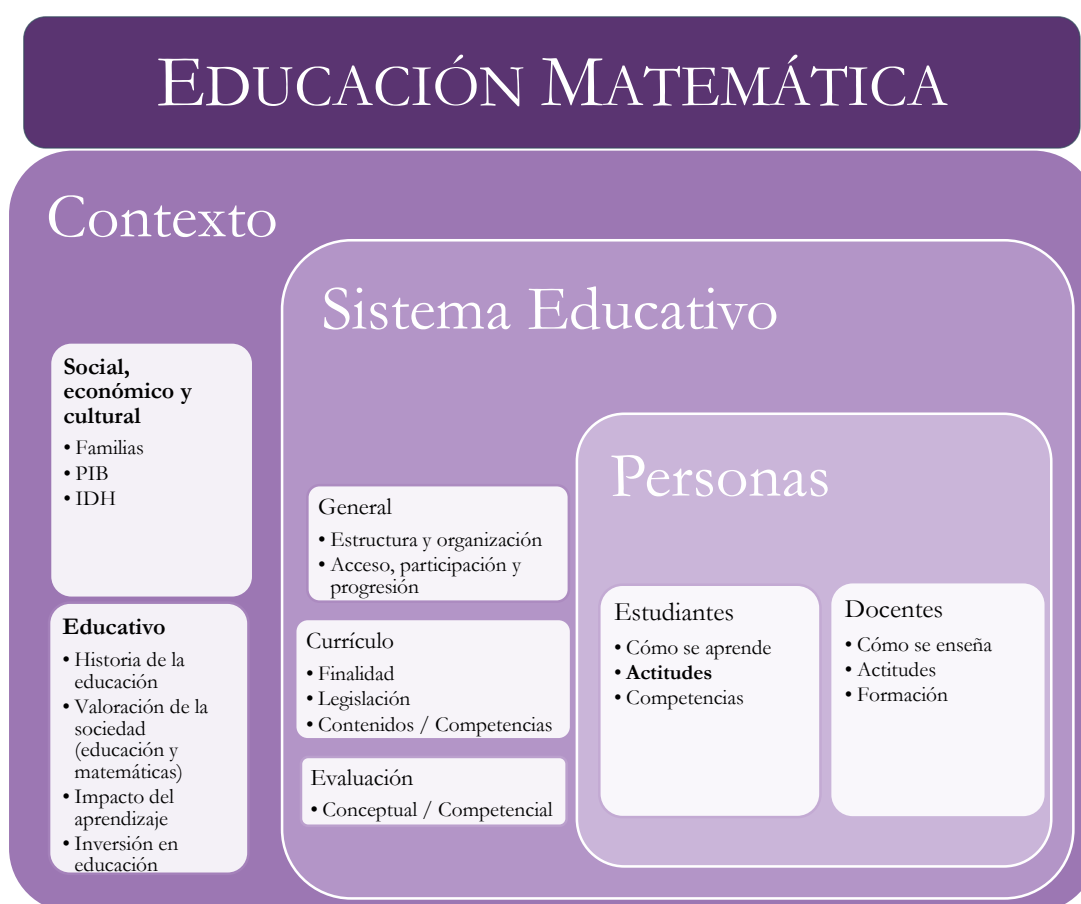 EDUCACIÓN MATEMÁTICA
Contexto
Social,
económico y
cultural
• Familias
• PIB
• IDH
Educativo
• Historia de la
educación
• Valoración de la
sociedad
(educación y
matemáticas)
• Impacto del
aprendizaje
• Inversión en
educación
Sistema Educativo
General
• Estructura y organización
• Acceso, participación y
progresión
Currículo
• Finalidad
• Legislación
• Contenidos / Competencias
Evaluación
• Conceptual / Competencial
Personas
Estudiantes
• Cómo se aprende
• Actitudes
• Competencias
Docentes
• Cómo se enseña
• Actitudes
• Formación